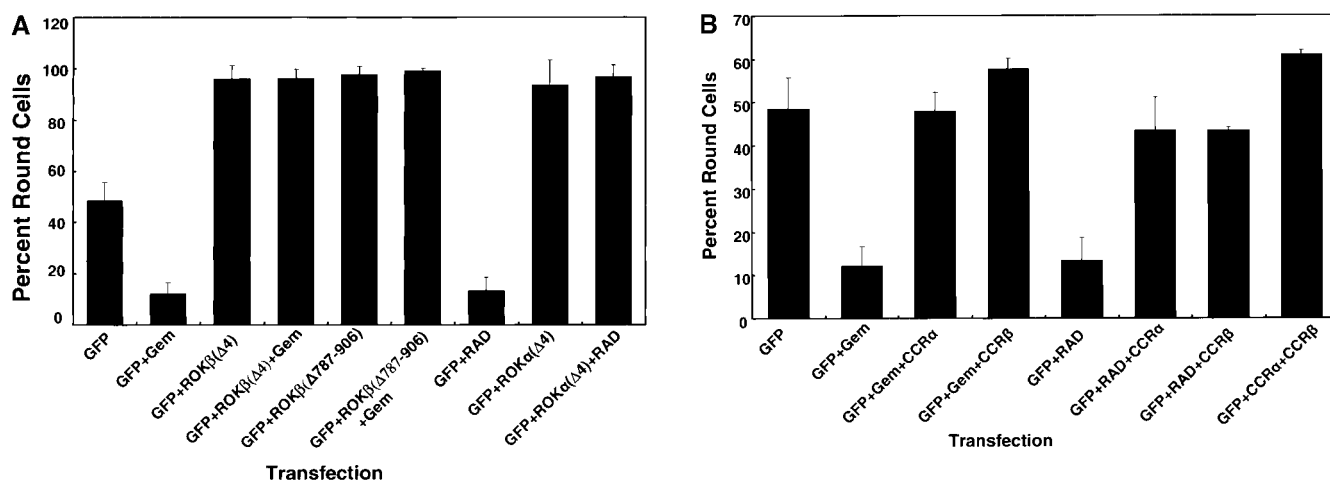 A
Percent Round Cells
120
100
80
60
40
20
0
GFP
GFP+Gem
GFP+ROKβ(Δ4)
GFP+ROKβ(Δ4)+Gem
GFP+ROKβ(Δ787-906)
GFP+ROKβ(Δ787-906)
+Gem
GFP+RAD
GFP+ROKα(Δ4)
GFP+ROKα(Δ4)+RAD
Transfection
B
Percent Round Cells
70
60
50
40
30
20
10
0
GFP
GFP+Gem
GFP+Gem+CCRα
GFP+Gem+CCRβ
GFP+RAD
GFP+RAD+CCRα
GFP+RAD+CCRβ
GFP+CCRα+CCRβ
Transfection